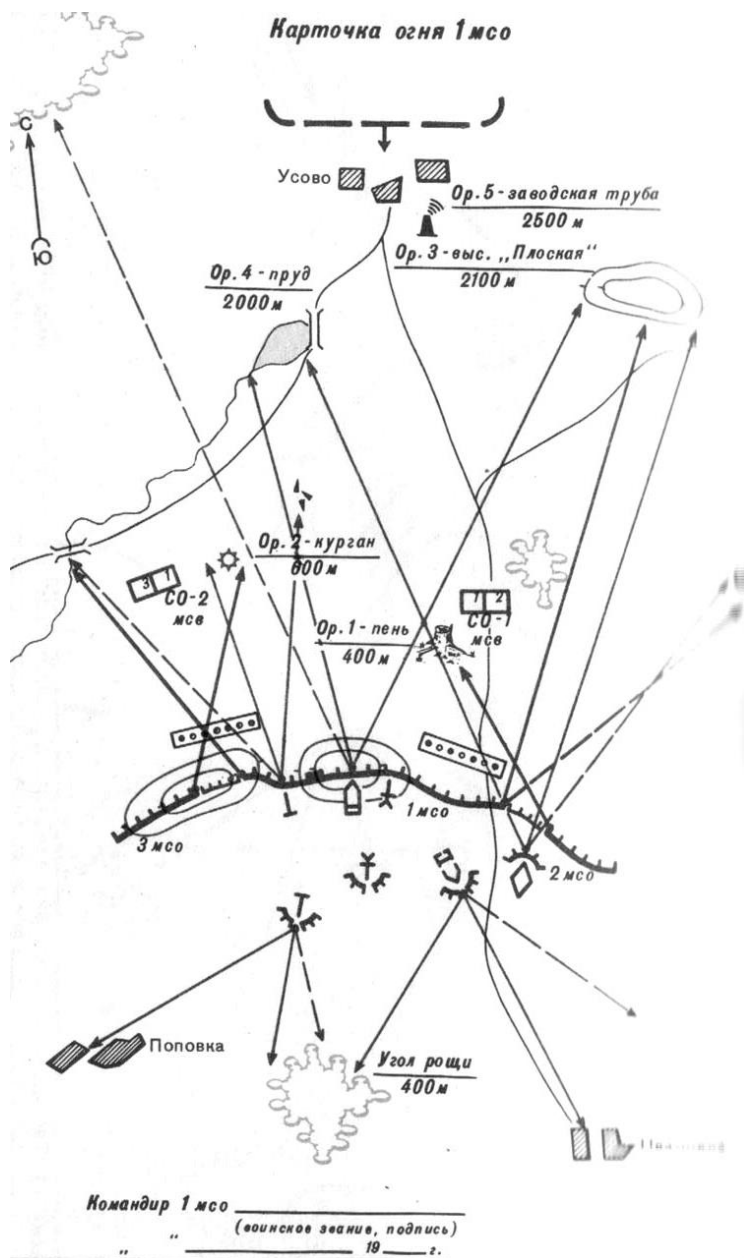 Карточка огня 1 мсо
С
Ю
Усово
Ор. 5 - заводская труба
2500 м
Ор. 3 - выс. „Плоская“
2100 м
Ор. 4 - пруд
2000 м
Ор. 2 - курган
600 м
3 1
СО-2
мсв
1 2
СО-1
мсв
Ор. 1 - пень
400 м
1 мсо
3 мсо
2 мсо
Поповка
Угол рощи
400 м
Командир 1 мсо
(воинское звание, подпись)
„ “ 19 г.